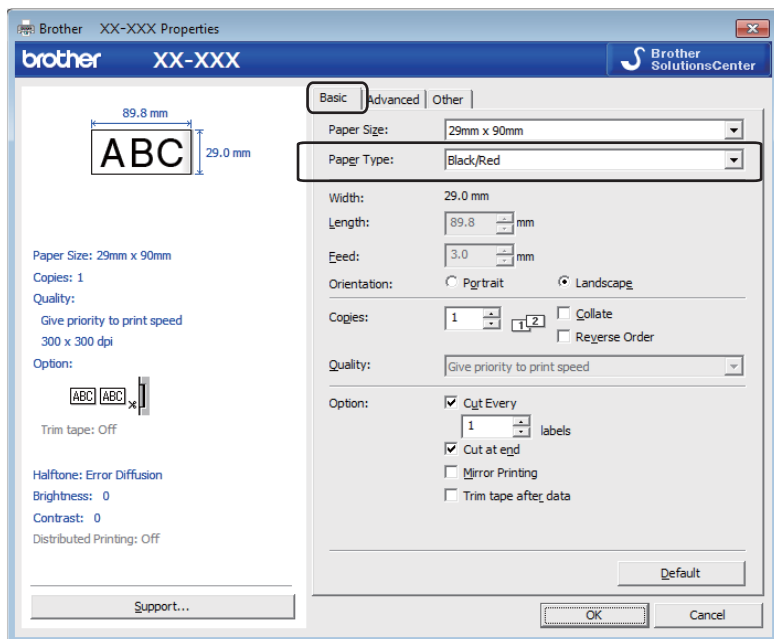 Brother XX-XXX Properties
brother XX-XXX
Brother
SolutionsCenter
89.8 mm
ABC
29.0 mm
Paper Size: 29mm x 90mm
Copies: 1
Quality:
Give priority to print speed
300 x 300 dpi
Option:
ABC ABC
Trim tape: Off
Halftone: Error Diffusion
Brightness: 0
Contrast: 0
Distributed Printing: Off
Support...
Basic Advanced Other
Paper Size: 29mm x 90mm
Paper Type: Black/Red
Width: 29.0 mm
Length: 89.8 mm
Feed: 3.0 mm
Orientation: Portrait Landscape
Copies: 1 1 2 Collate
Reverse Order
Quality: Give priority to print speed
Option: Cut Every
1 labels
Cut at end
Mirror Printing
Trim tape after data
Default
OK Cancel